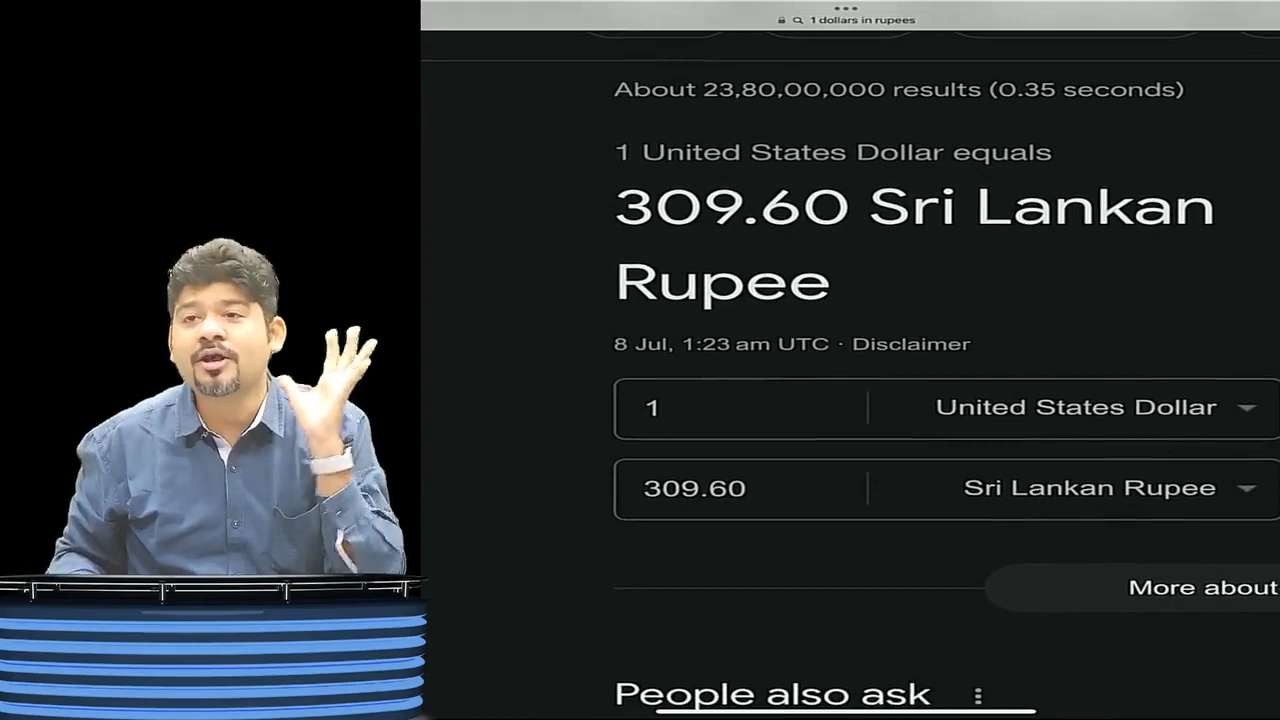 1 dollars in rupees
About 23,80,00,000 results (0.35 seconds)
1 United States Dollar equals
309.60 Sri Lankan
Rupee
8 Jul, 1:23 am UTC · Disclaimer
1 United States Dollar
309.60 Sri Lankan Rupee
More about
People also ask